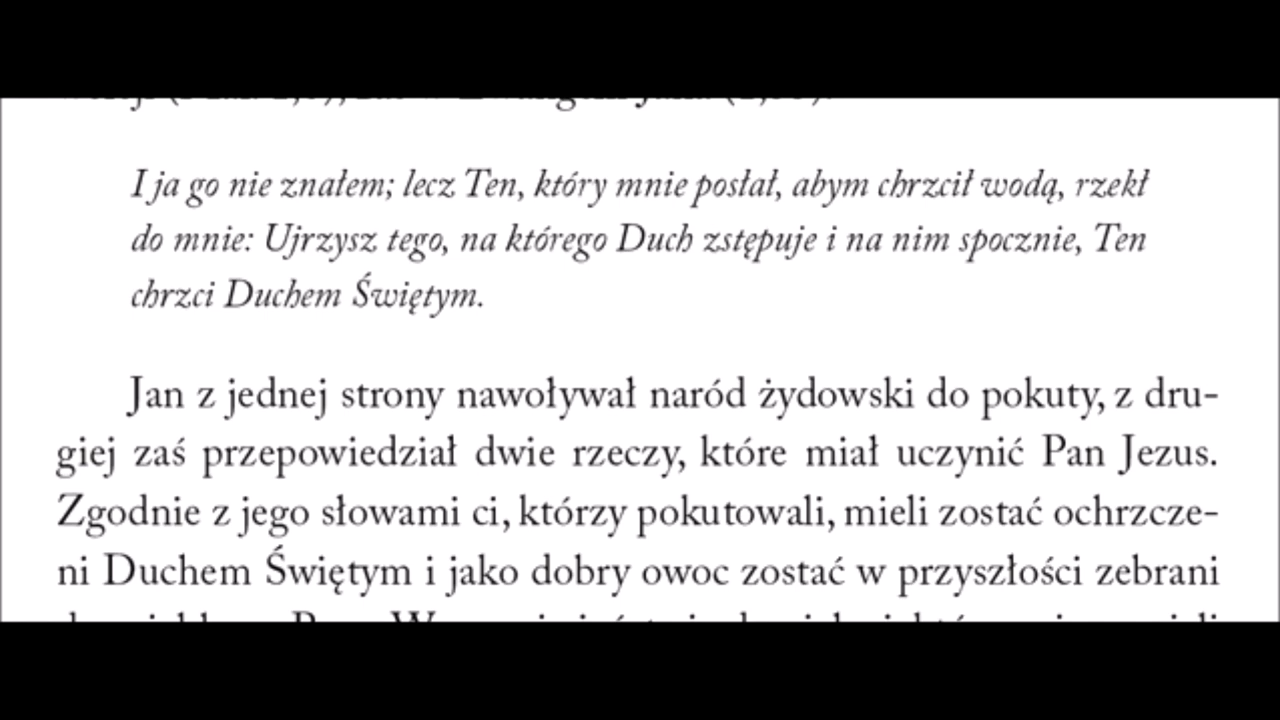 I ja go nie znałem; lecz Ten, który mnie posłał, abym chrzcił wodą, rzekł
do mnie: Ujrzysz tego, na którego Duch zstępuje i na nim spocznie, Ten
chrzci Duchem Świętym.
Jan z jednej strony nawoływał naród żydowski do pokuty, z dru-
giej zaś przepowiedział dwie rzeczy, które miał uczynić Pan Jezus.
Zgodnie z jego słowami ci, którzy pokutowali, mieli zostać ochrzcze-
ni Duchem Świętym i jako dobry owoc zostać w przyszłości zebrani